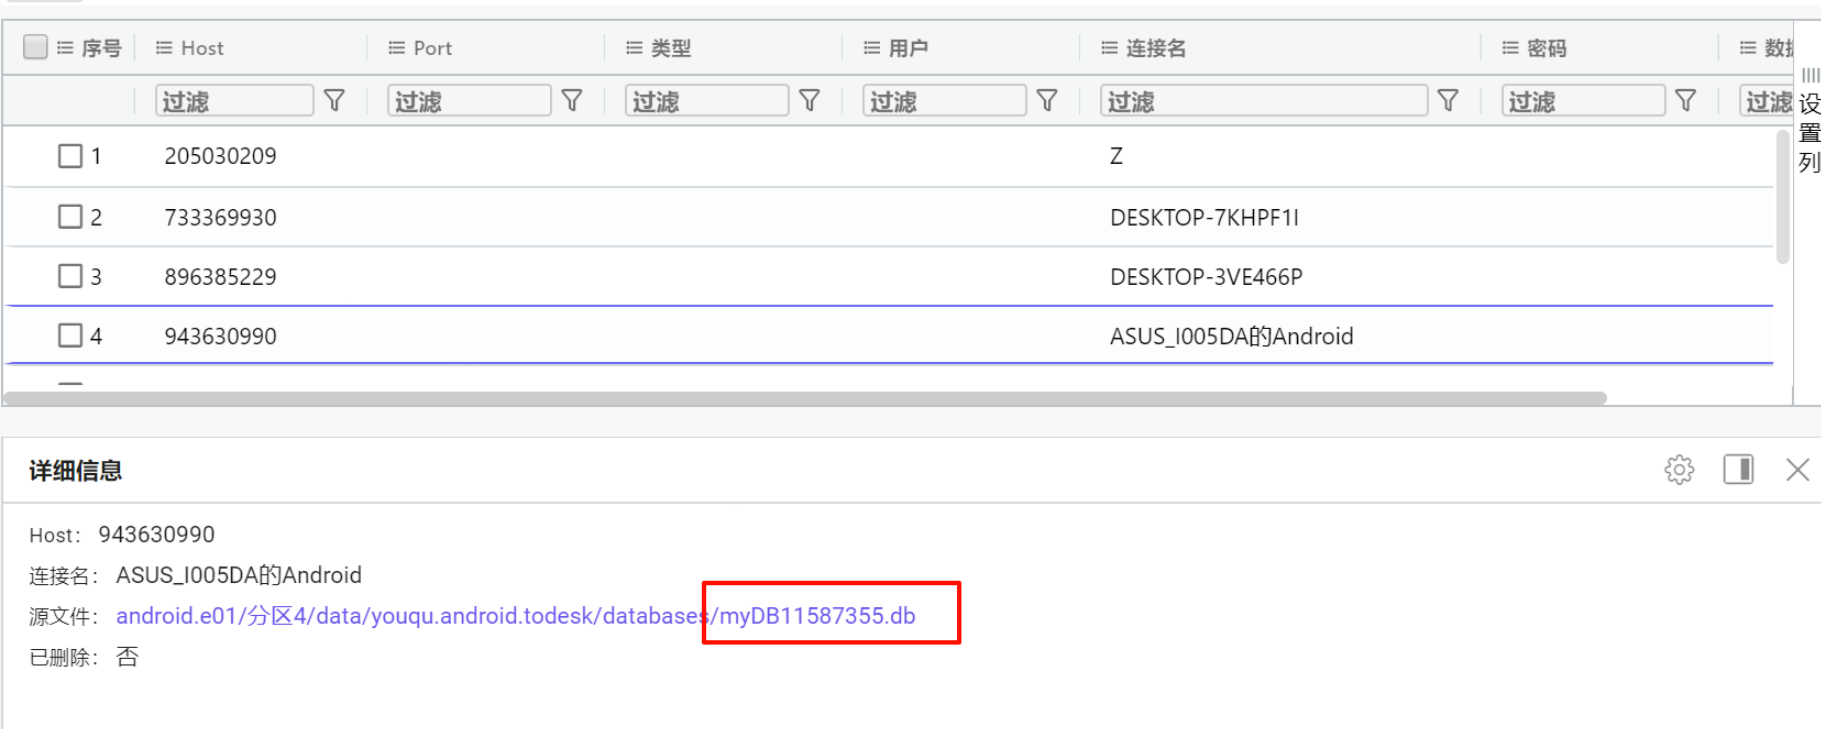 序号 Host Port 类型 用户 连接名 密码
过滤 过滤 过滤 过滤 过滤 过滤 过滤
设置列
1 205030209 Z
2 733369930 DESKTOP-7KHPF1I
3 896385229 DESKTOP-3VE466P
4 943630990 ASUS_I005DA的Android
详细信息
Host: 943630990
连接名: ASUS_I005DA的Android
源文件: android.e01/分区4/data/youqu.android.todesk/databases/myDB11587355.db
已删除: 否